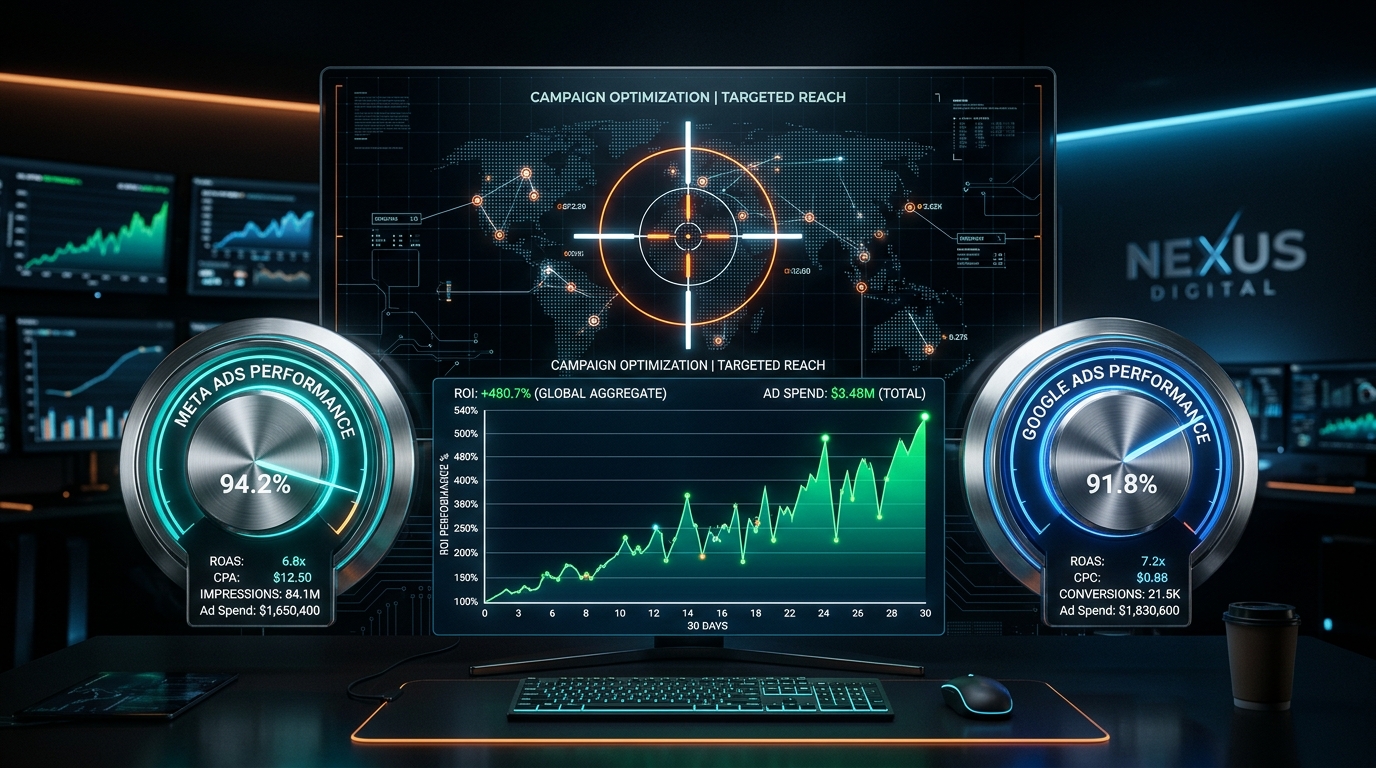 CAMPAIGN OPTIMIZATION | TARGETED REACH
NEXUS
DIGITAL
CAMPAIGN OPTIMIZATION | TARGETED REACH
META ADS PERFORMANCE
94.2%
ROAS: 6.8x
CPA: $12.50
IMPRESSIONS: 84.1M
Ad Spend: $1,650,400
ROI: +480.7% (GLOBAL AGGREGATE)
AD SPEND: $3.48M (TOTAL)
ROI PERFORMANCE %
540%
500%
480%
400%
380%
250%
200%
150%
100%
0 3 6 8 10 12 14 16 18 22 24 26 28 30
30 DAYS
GOOGLE ADS PERFORMANCE
91.8%
ROAS: 7.2x
CPC: $0.88
CONVERSIONS: 21.5K
Ad Spend: $1,830,600